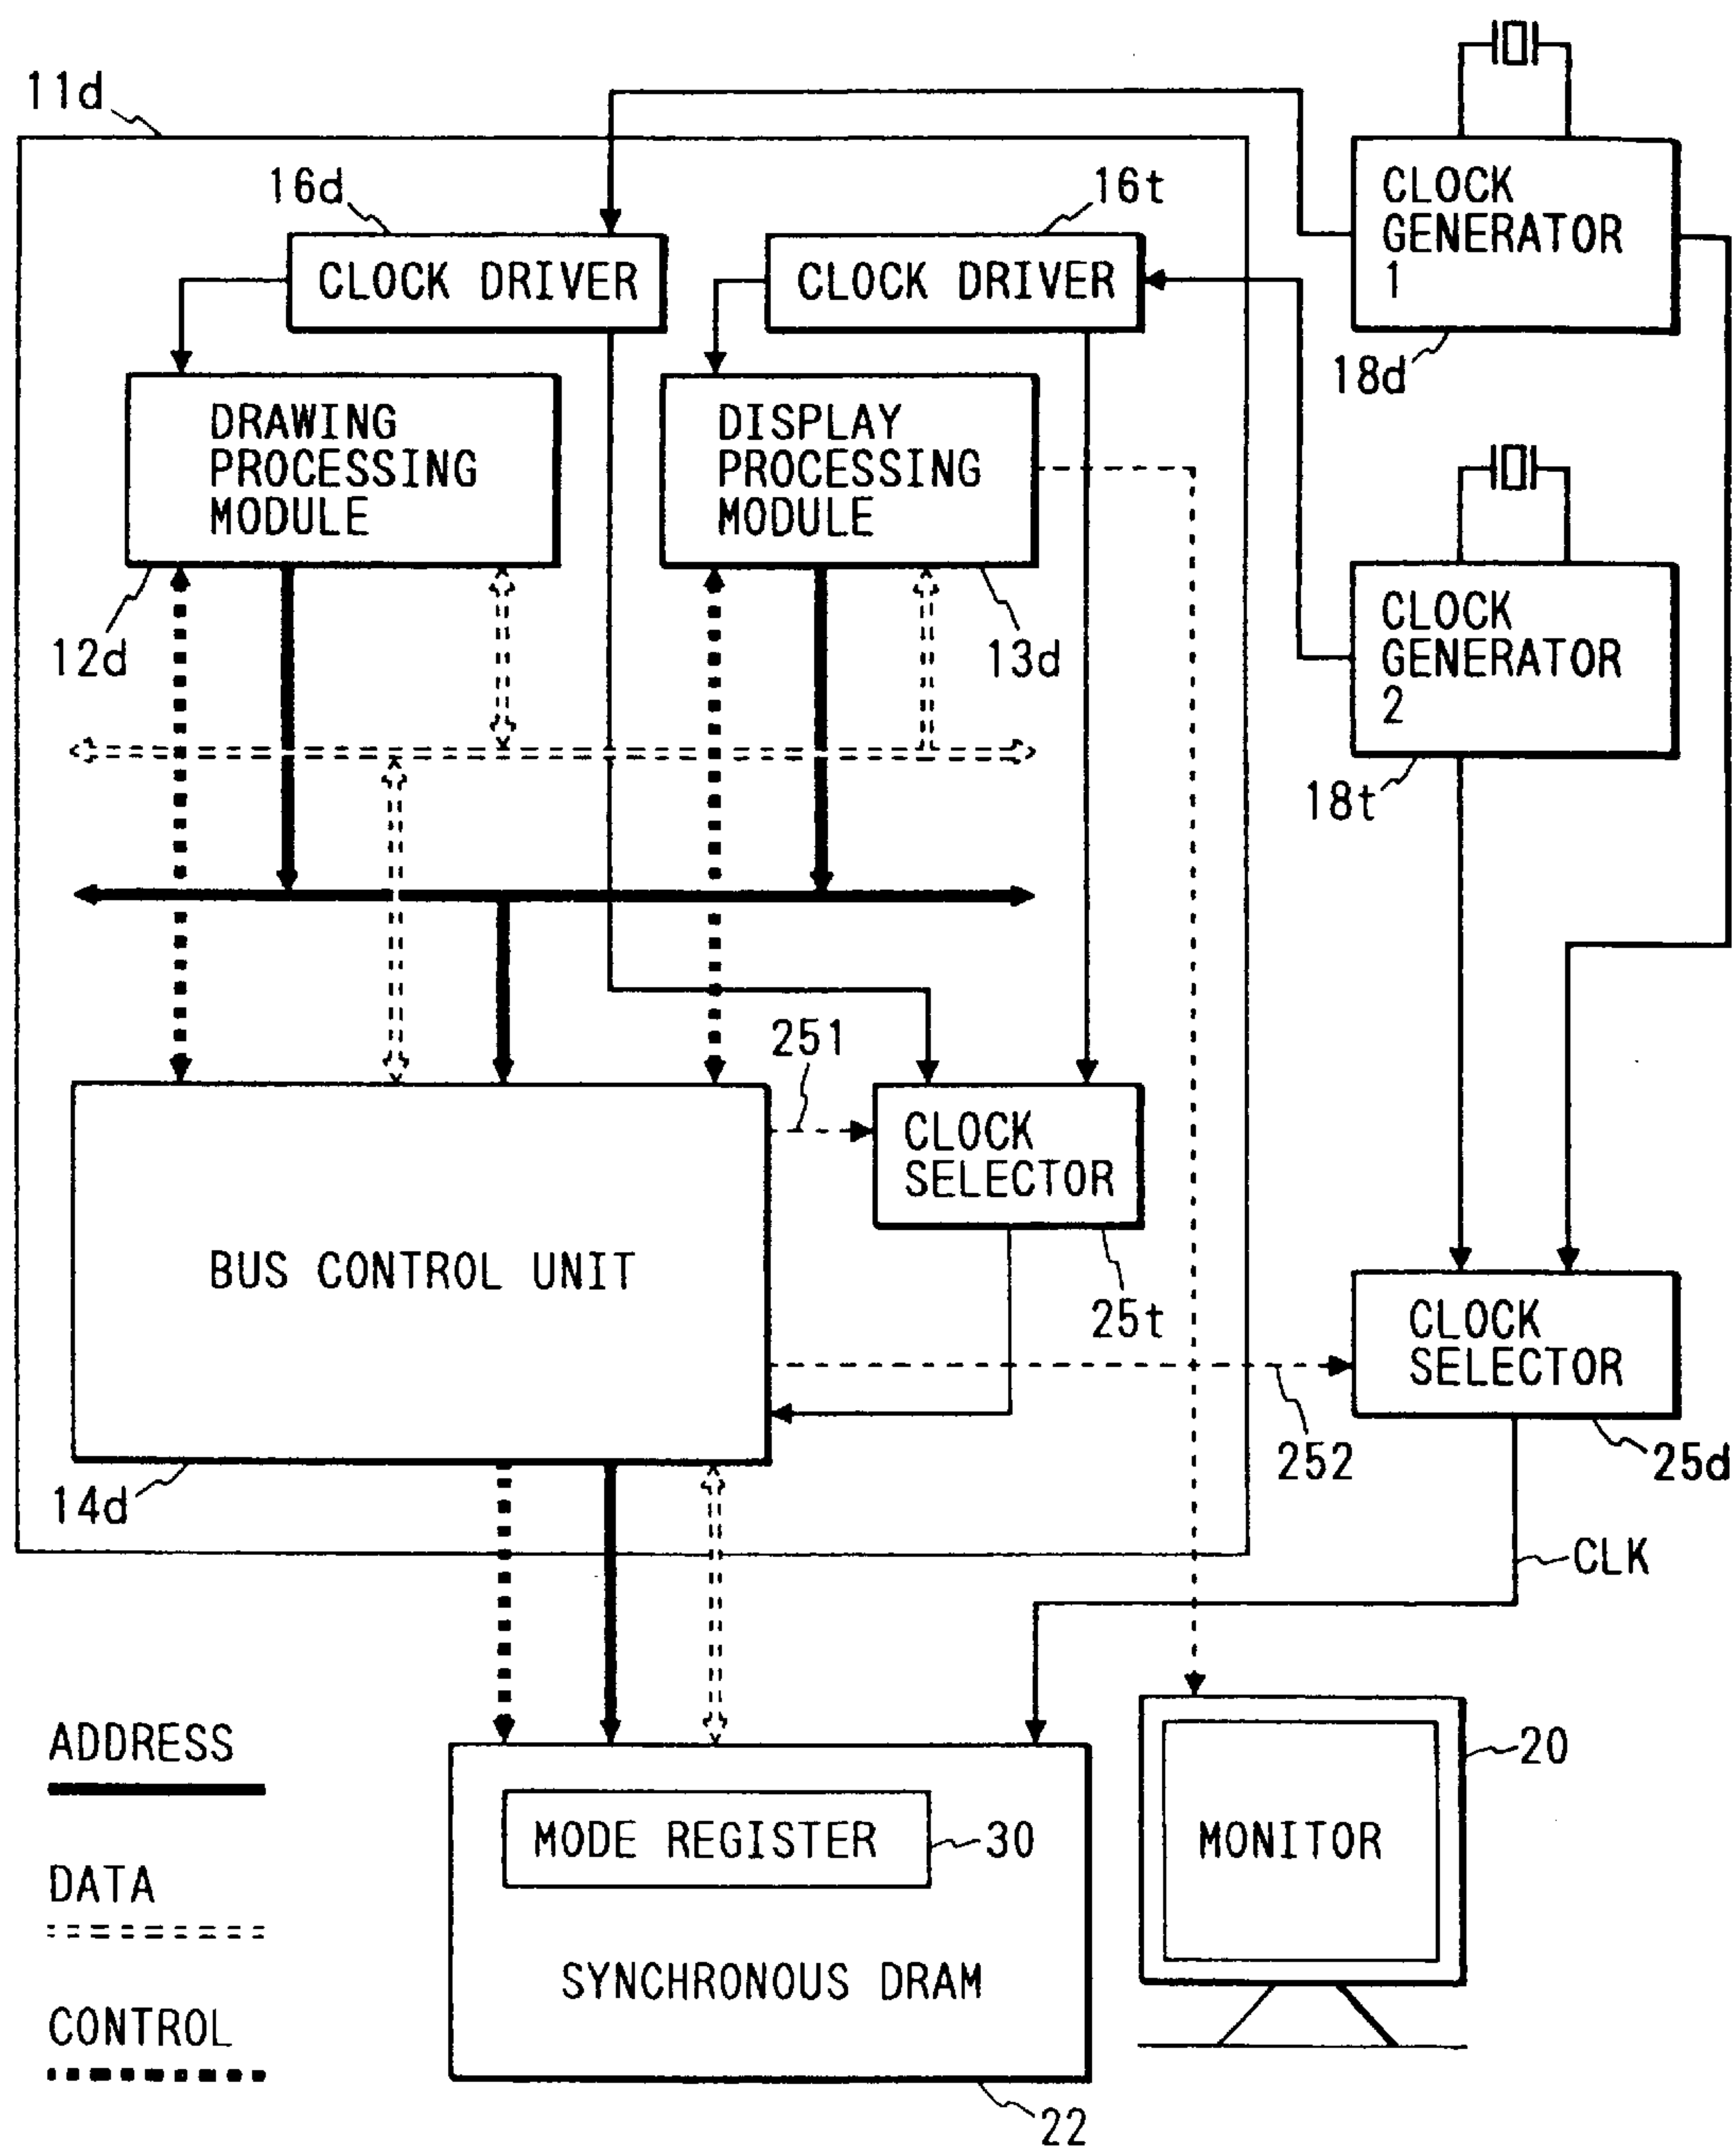 11d
16d
16t
CLOCK
GENERATOR
1
CLOCK DRIVER
CLOCK DRIVER
18d
DRAWING
PROCESSING
MODULE
DISPLAY
PROCESSING
MODULE
CLOCK
GENERATOR
2
12d
13d
18t
251
CLOCK
SELECTOR
BUS CONTROL UNIT
25t
CLOCK
SELECTOR
252
25d
14d
CLK
ADDRESS
20
MODE REGISTER
30
MONITOR
DATA
SYNCHRONOUS DRAM
CONTROL
22